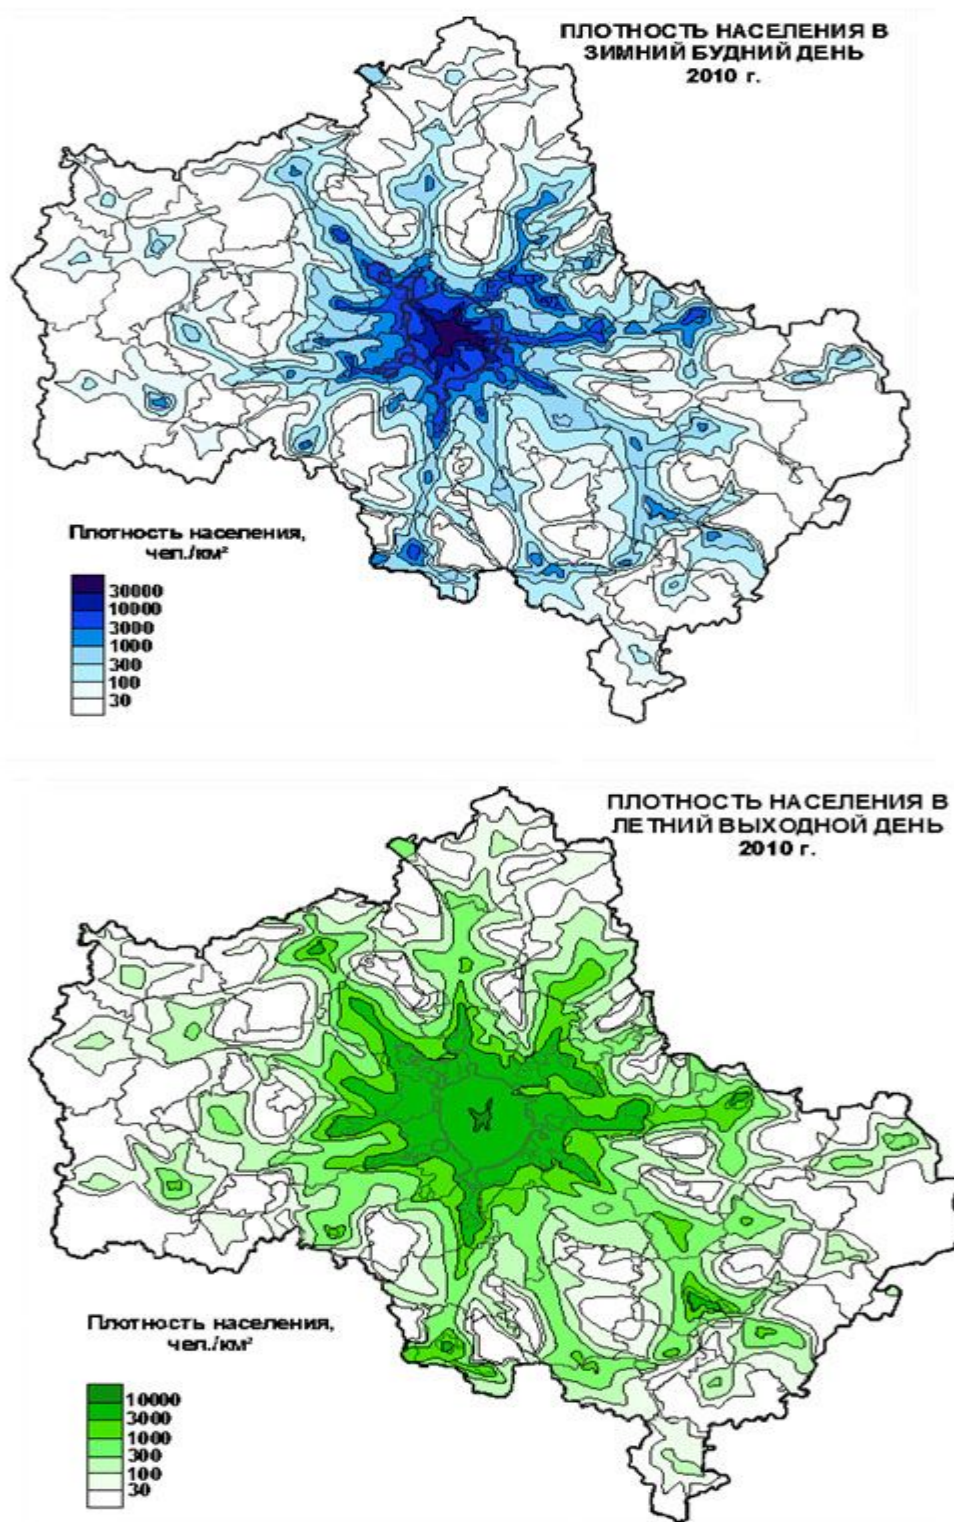 ПЛОТНОСТЬ НАСЕЛЕНИЯ В
ЗИМНИЙ БУДНИЙ ДЕНЬ
2010 г.
Плотность населения,
чел./км²
30000
10000
3000
1000
300
100
30
ПЛОТНОСТЬ НАСЕЛЕНИЯ В
ЛЕТНИЙ ВЫХОДНОЙ ДЕНЬ
2010 г.
Плотность населения,
чел./км²
10000
3000
1000
300
100
30